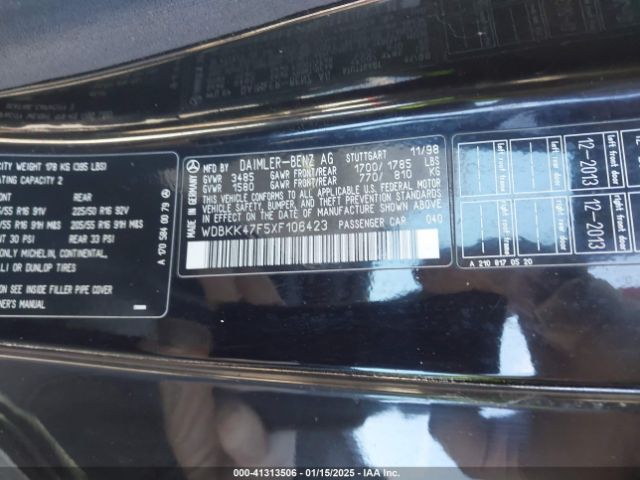 CITY WEIGHT 178 KG (395 LBS)
ATING CAPACITY 2
REAR
/55 R16 91V 225/50 R16 92V
/55 R16 91H M&S 205/55 R16 91H M&S
NT 30 PSI REAR 33 PSI
ONLY MICHELIN, CONTINENTAL,
LLI OR DUNLOP TIRES
ON SEE INSIDE FILLER PIPE COVER
NER'S MANUAL
A 170 584 00 79
MADE IN GERMANY
MFD BY DAIMLER-BENZ AG STUTTGART 11/98
GVWR 3485 GAWR FRONT/REAR 1700/ 1785 LBS
GVWR 1580 GAWR FRONT/REAR 770/ 810 KG
THIS VEHICLE CONFORMS TO ALL APPLICABLE U.S. FEDERAL MOTOR
VEHICLE SAFETY, BUMPER, AND THEFT PREVENTION STANDARDS
IN EFFECT ON THE DATE OF MANUFACTURE SHOWN ABOVE
WDBKK47F5XF106423 PASSENGER CAR 040
12-2013
12-2013
A 210 817 05 20
000-41313506 - 01/15/2025 - IAA Canada